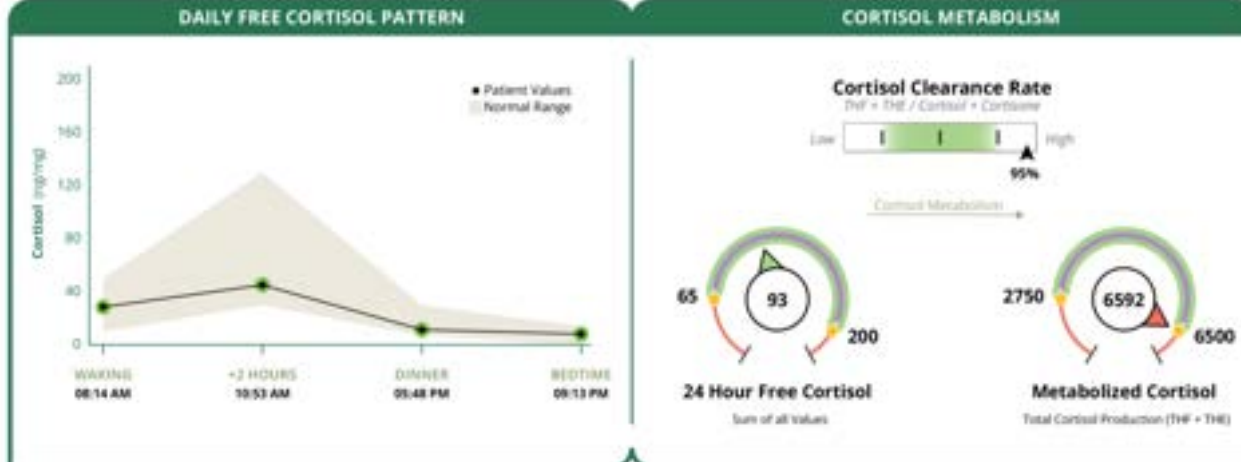 DAILY FREE CORTISOL PATTERN
200
160
120
80
40
0
Cortisol (ng/mg)
Patient Values
Normal Range
WAKING
08:14 AM
+2 HOURS
10:53 AM
DINNER
05:48 PM
BEDTIME
09:13 PM
CORTISOL METABOLISM
Cortisol Clearance Rate
THF + THE / Cortisol + Cortisone
Low
High
95%
Cortisol Metabolism
65
93
200
24 Hour Free Cortisol
Sum of all Values
2750
6592
6500
Metabolized Cortisol
Total Cortisol Production (THF + THE)